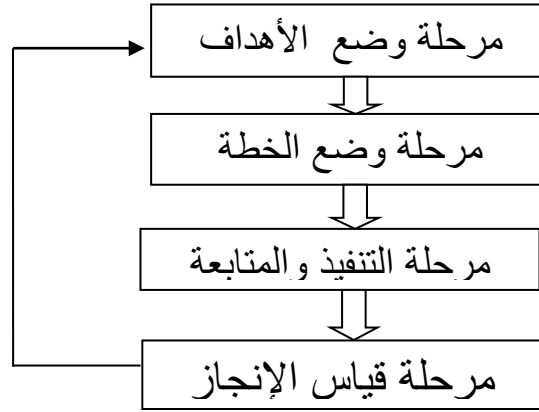 مرحلة وضع الأهداف
مرحلة وضع الخطة
مرحلة التنفيذ والمتابعة
مرحلة قياس الإنجاز